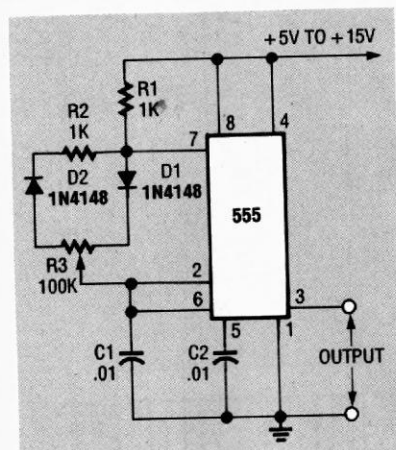 +5V TO +15V
R1
1K
R2
1K
8
4
7
D2
1N4148
D1
1N4148
555
R3
100K
2
6
3
5
1
C1
.01
C2
.01
OUTPUT